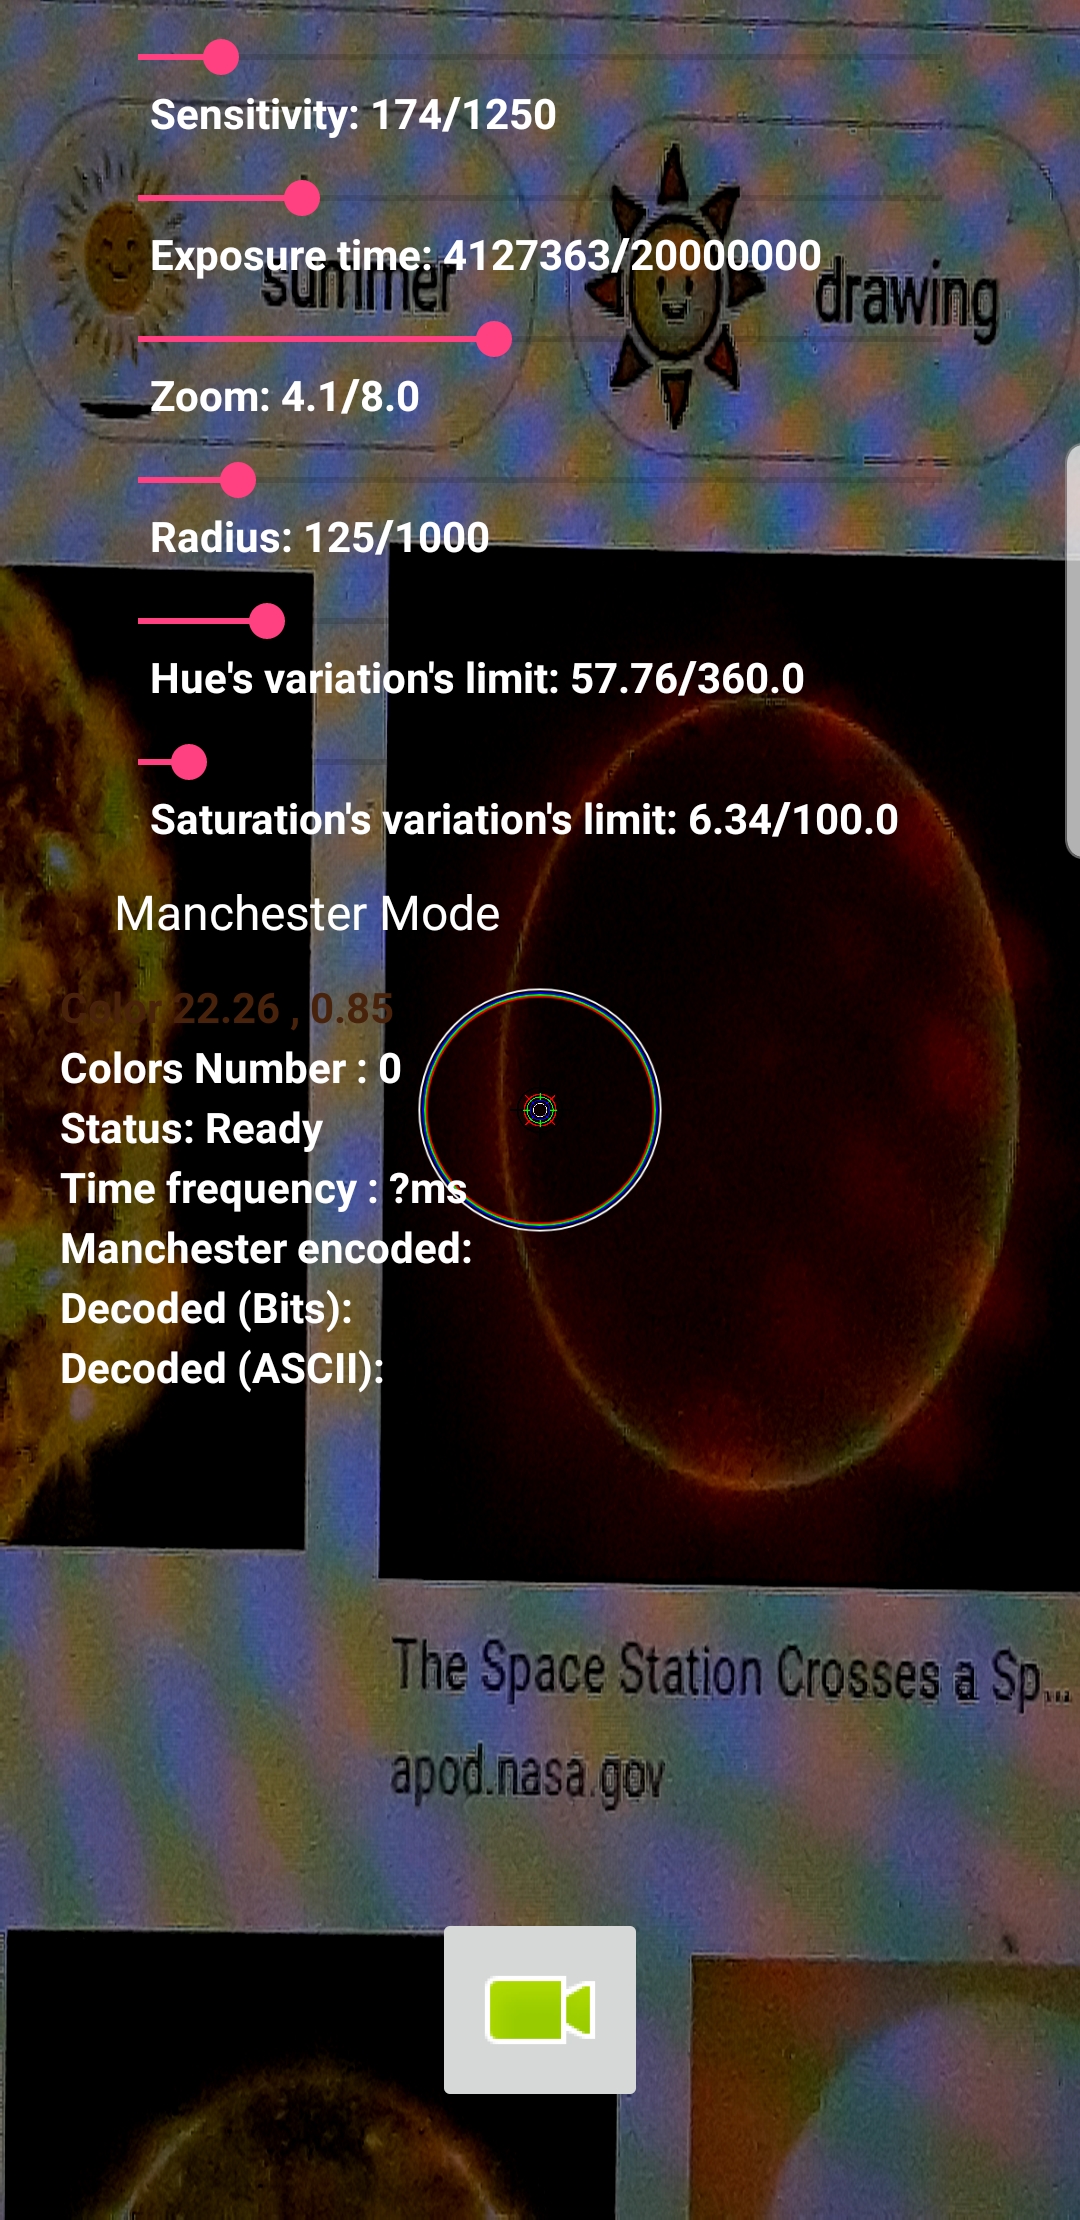 Sensitivity: 174/1250
Exposure time: 4127363/20000000
summer
drawing
Zoom: 4.1/8.0
Radius: 125/1000
Hue's variation's limit: 57.76/360.0
Saturation's variation's limit: 6.34/100.0
Manchester Mode
Color 22.26 , 0.85
Colors Number : 0
Status: Ready
Time frequency : ?ms
Manchester encoded:
Decoded (Bits):
Decoded (ASCII):
The Space Station Crosses a Sp...
apod.nasa.gov